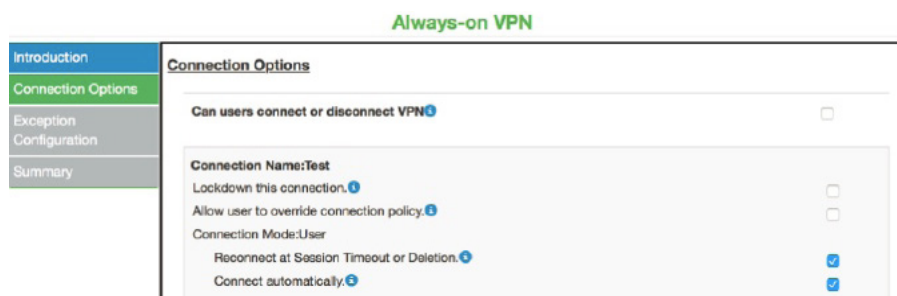 Always-on VPN
Introduction
Connection Options
Exception
Configuration
Summary
Connection Options
Can users connect or disconnect VPN
Connection Name:Test
Lockdown this connection.
Allow user to override connection policy.
Connection Mode:User
Reconnect at Session Timeout or Deletion.
Connect automatically.